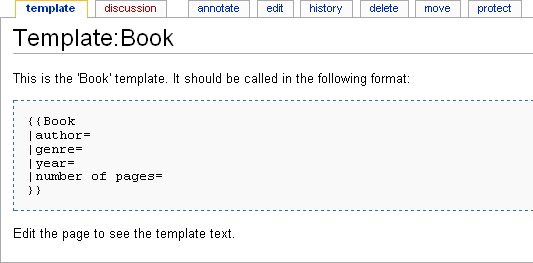 template discussion annotate edit history delete move protect
Template:Book
This is the 'Book' template. It should be called in the following format:
{{Book
|author=
|genre=
|year=
|number of pages=
}}
Edit the page to see the template text.